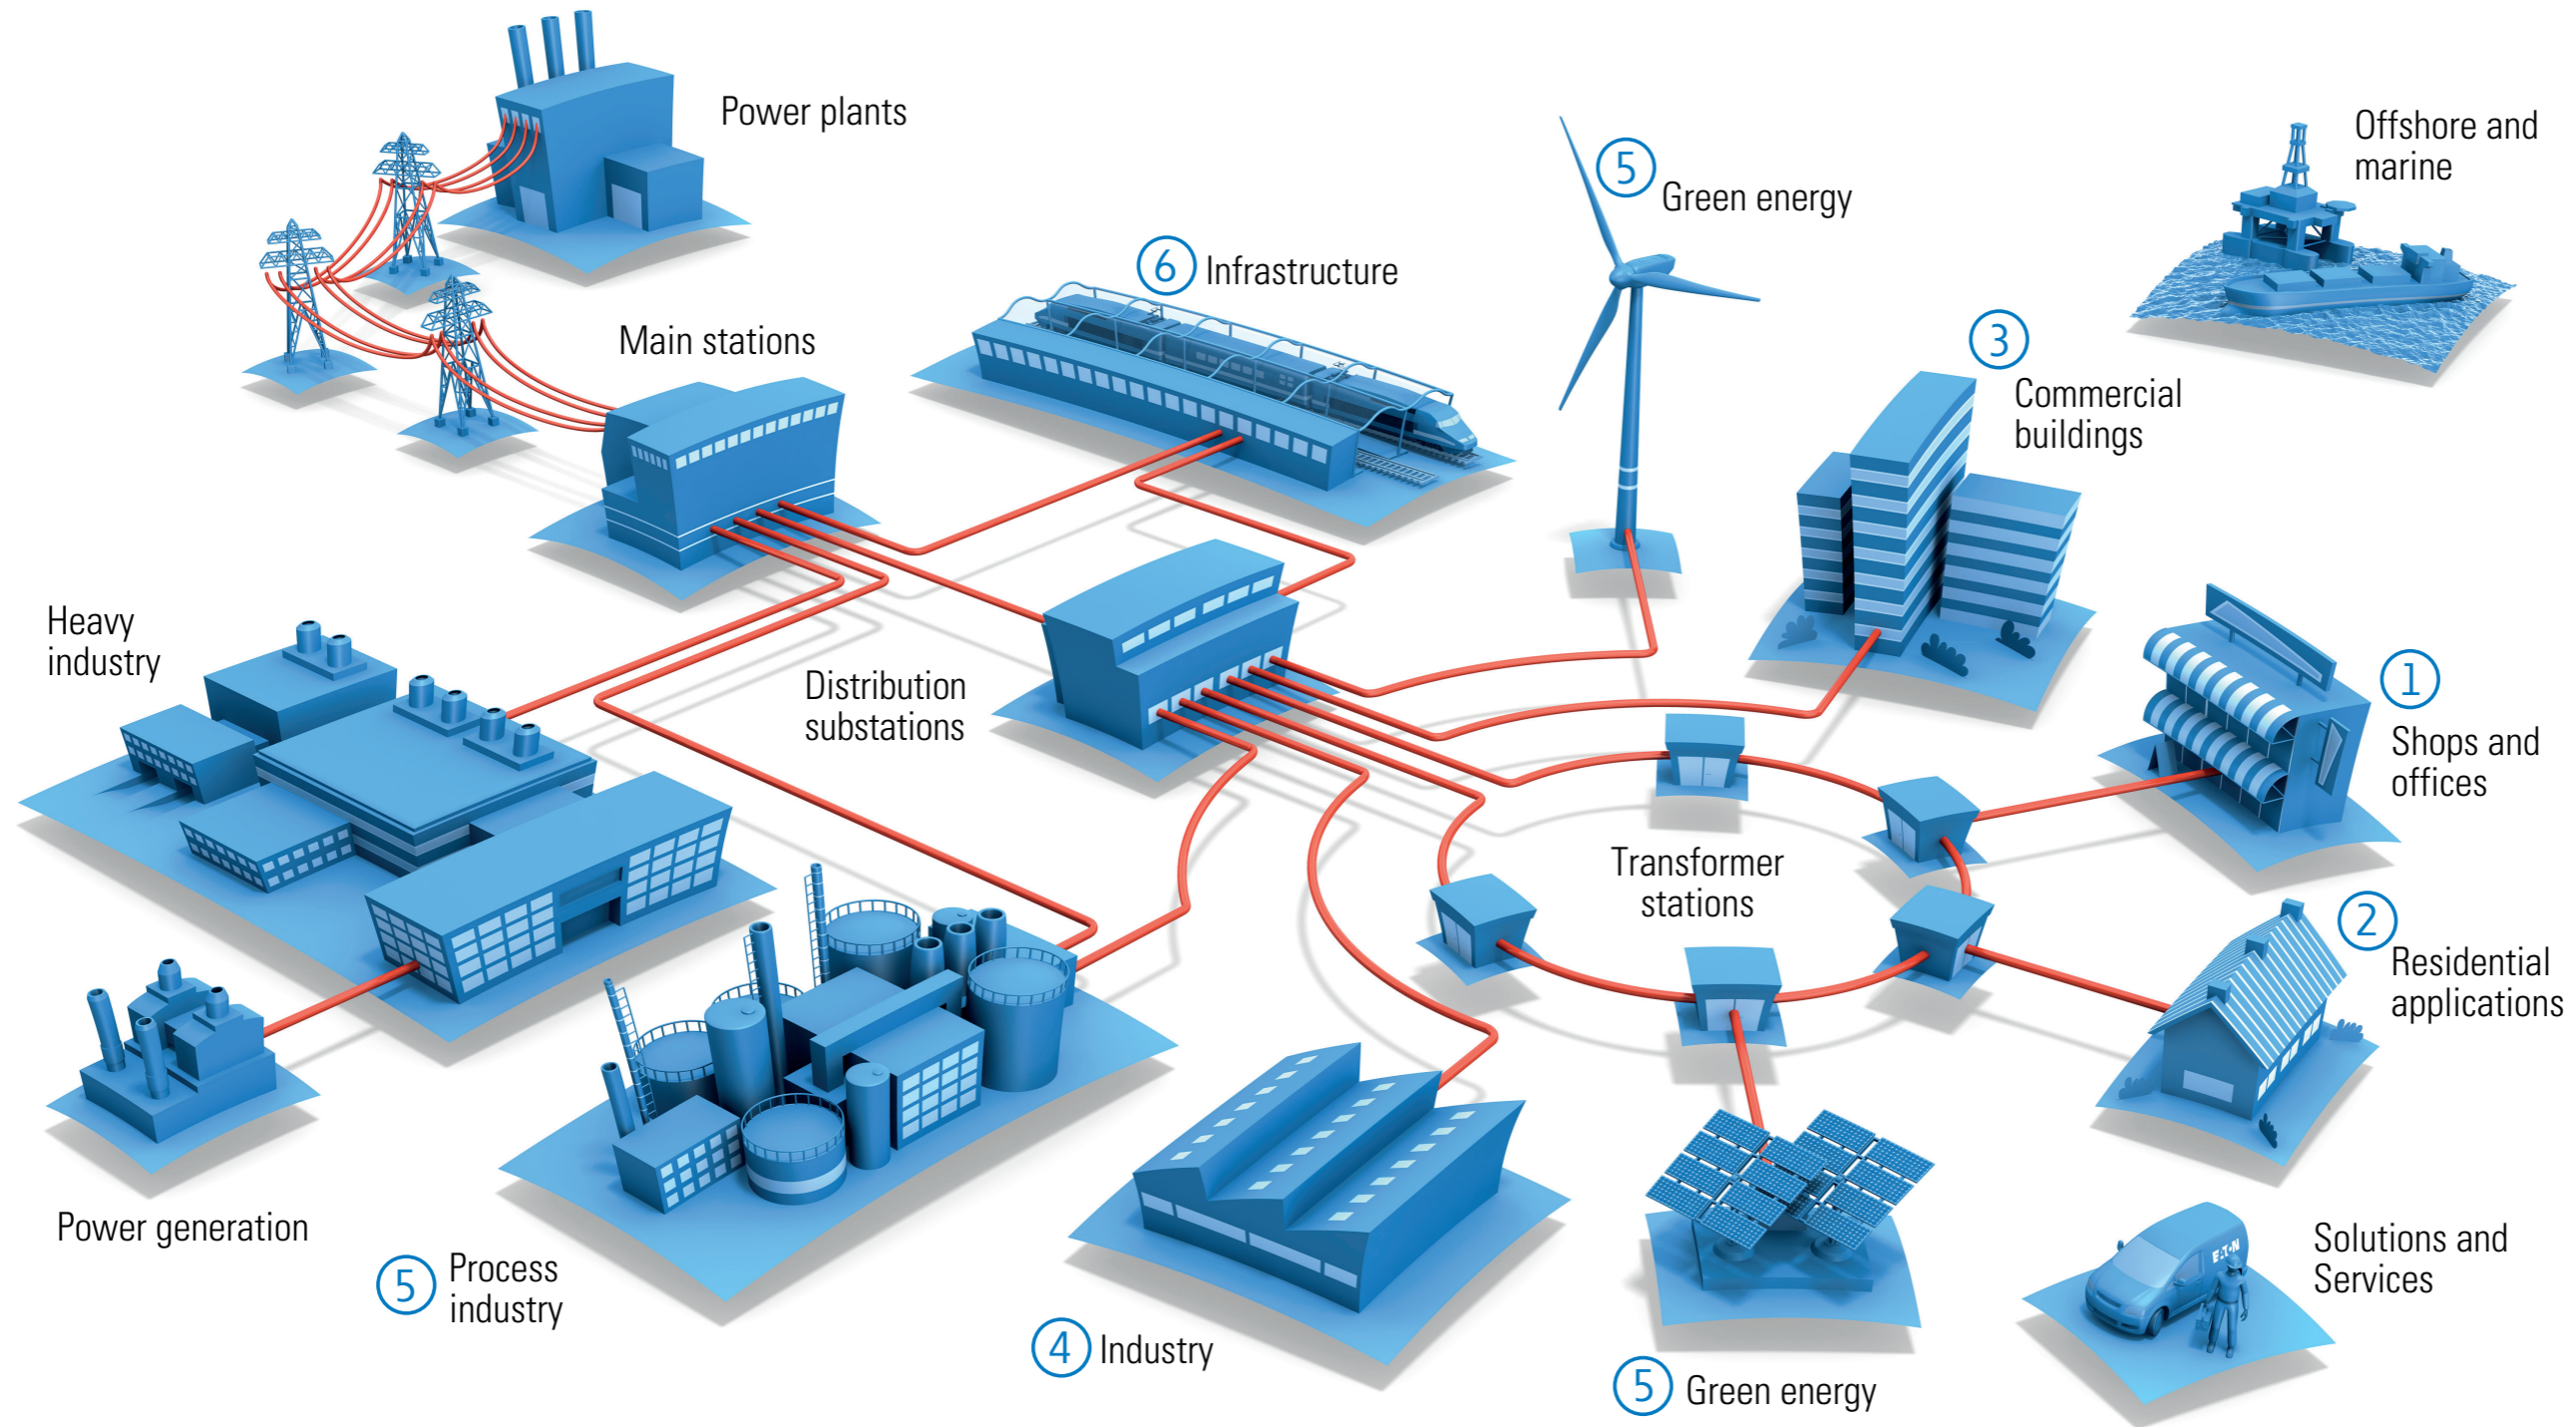 Power plants
Offshore and
marine
5
Green energy
6 Infrastructure
Main stations
3
Commercial
buildings
Heavy
industry
Distribution
substations
1
Shops and
offices
Transformer
stations
2
Residential
applications
Power generation
5 Process
industry
4 Industry
5 Green energy
Solutions and
Services
EATON